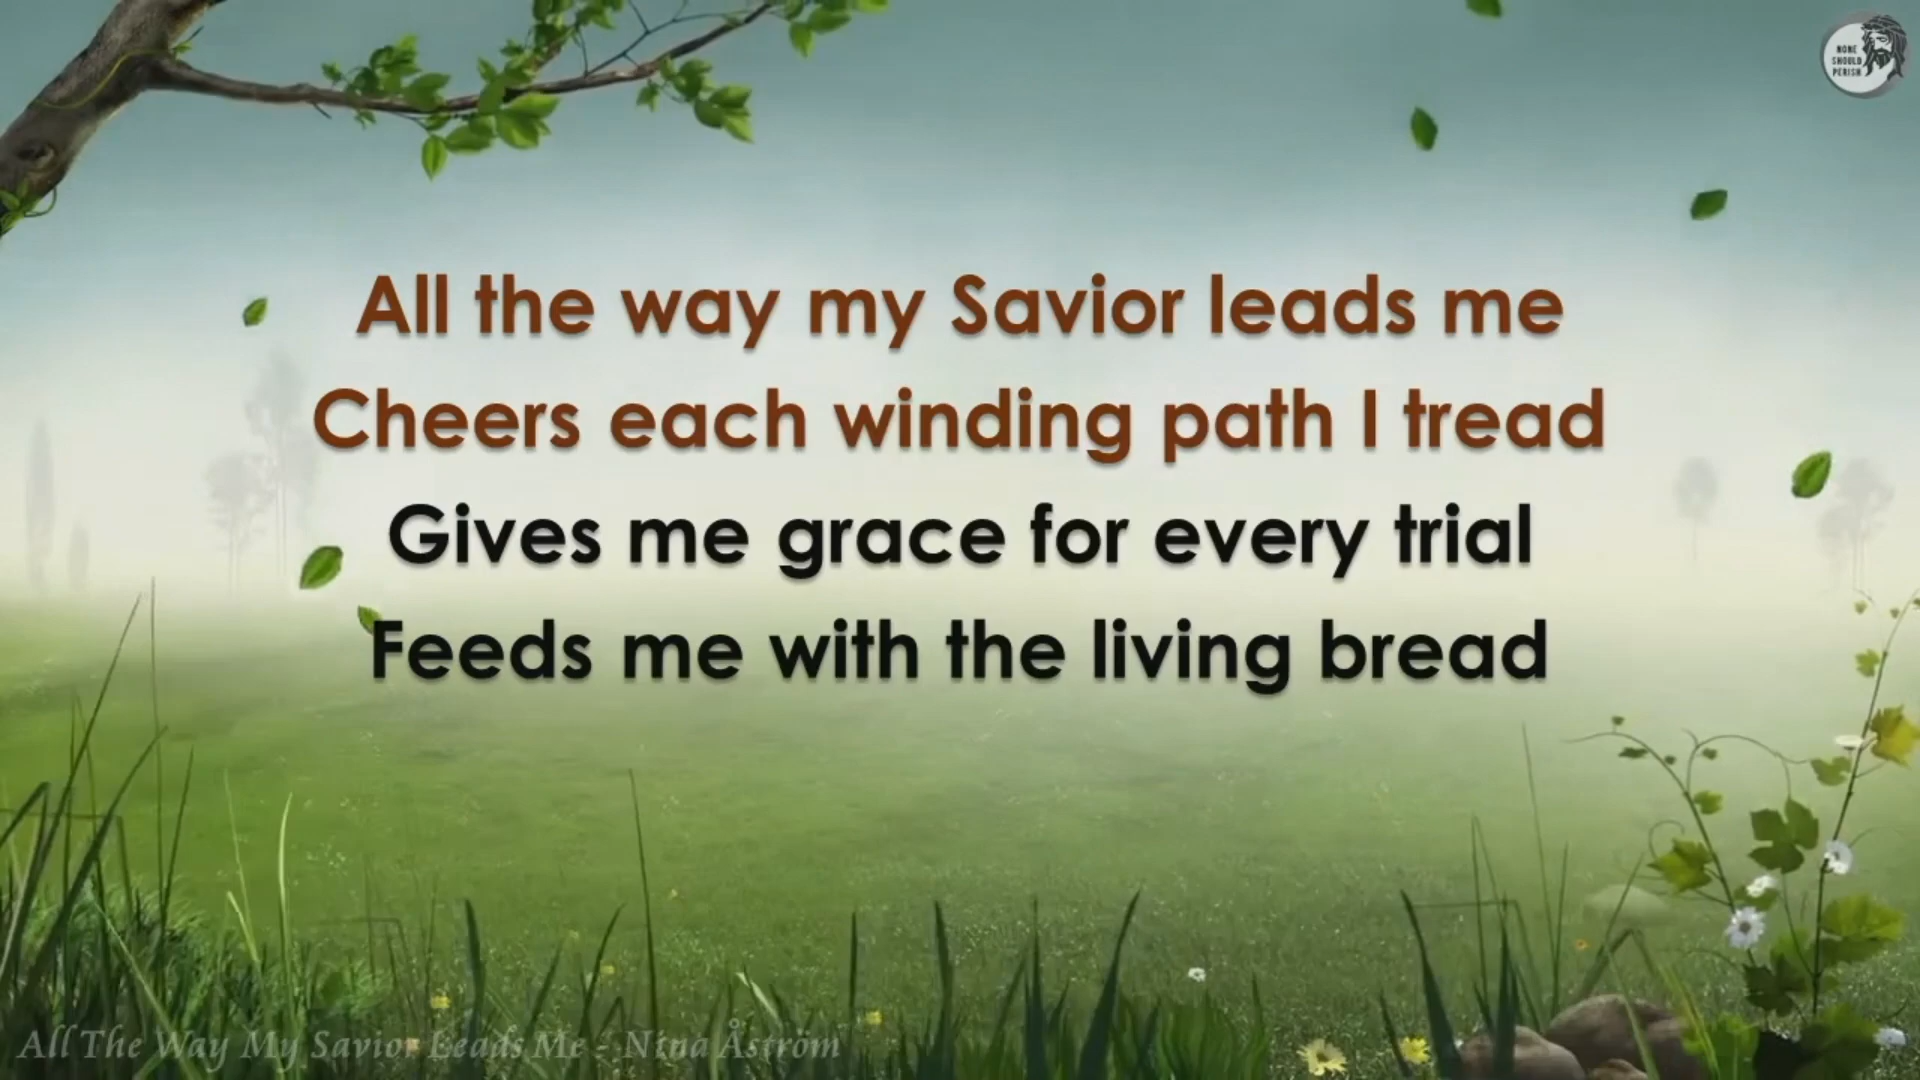 NONE
SHOULD
PERISH
All the way my Savior leads me
Cheers each winding path I tread
Gives me grace for every trial
Feeds me with the living bread
All The Way My Savior Leads Me - Nina Åström